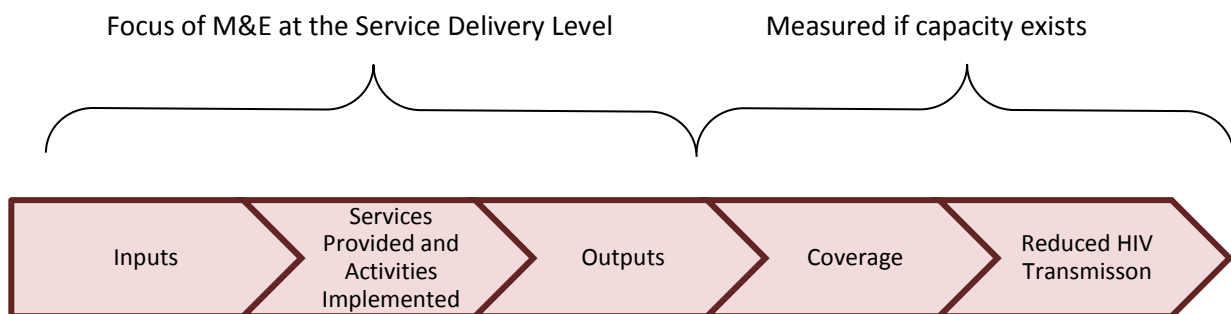 Focus of M&E at the Service Delivery Level
Measured if capacity exists
Inputs
Services
Provided and
Activities
Implemented
Outputs
Coverage
Reduced HIV
Transmisson